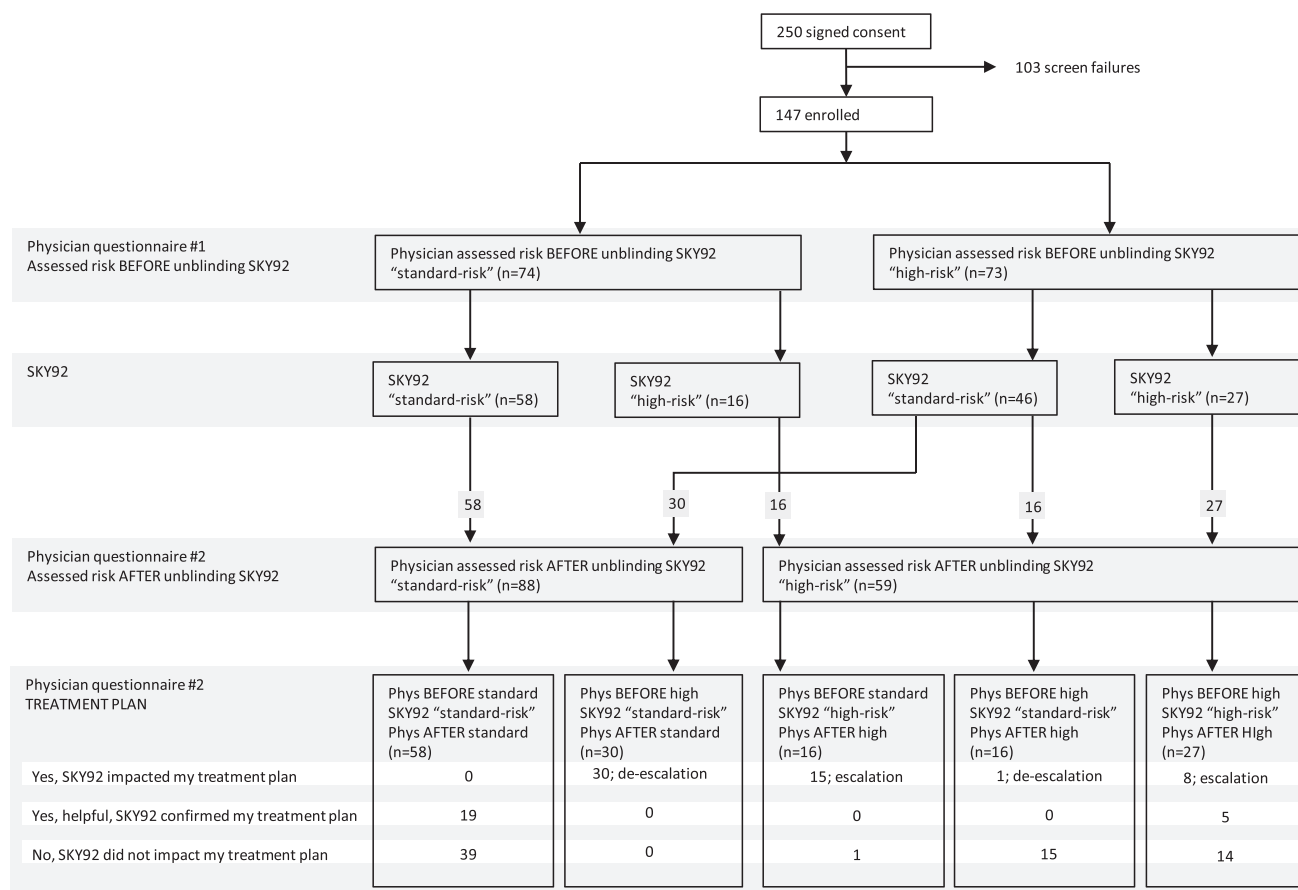 250 signed consent
103 screen failures
147 enrolled
Physician questionnaire #1
Assessed risk BEFORE unblinding SKY92
Physician assessed risk BEFORE unblinding SKY92
“standard-risk” (n=74)
Physician assessed risk BEFORE unblinding SKY92
“high-risk” (n=73)
SKY92
SKY92
“standard-risk” (n=58)
SKY92
“high-risk” (n=16)
SKY92
“standard-risk” (n=46)
SKY92
“high-risk” (n=27)
58
30
16
16
27
Physician questionnaire #2
Assessed risk AFTER unblinding SKY92
Physician assessed risk AFTER unblinding SKY92
“standard-risk” (n=88)
Physician assessed risk AFTER unblinding SKY92
“high-risk” (n=59)
Physician questionnaire #2
TREATMENT PLAN
Phys BEFORE standard
SKY92 “standard-risk”
Phys AFTER standard
(n=58)
Phys BEFORE high
SKY92 “standard-risk”
Phys AFTER standard
(n=30)
Phys BEFORE standard
SKY92 “high-risk”
Phys AFTER high
(n=16)
Phys BEFORE high
SKY92 “standard-risk”
Phys AFTER high
(n=16)
Phys BEFORE high
SKY92 “high-risk”
Phys AFTER HIgh
(n=27)
Yes, SKY92 impacted my treatment plan
0
30; de-escalation
15; escalation
1; de-escalation
8; escalation
Yes, helpful, SKY92 confirmed my treatment plan
19
0
0
0
5
No, SKY92 did not impact my treatment plan
39
0
1
15
14